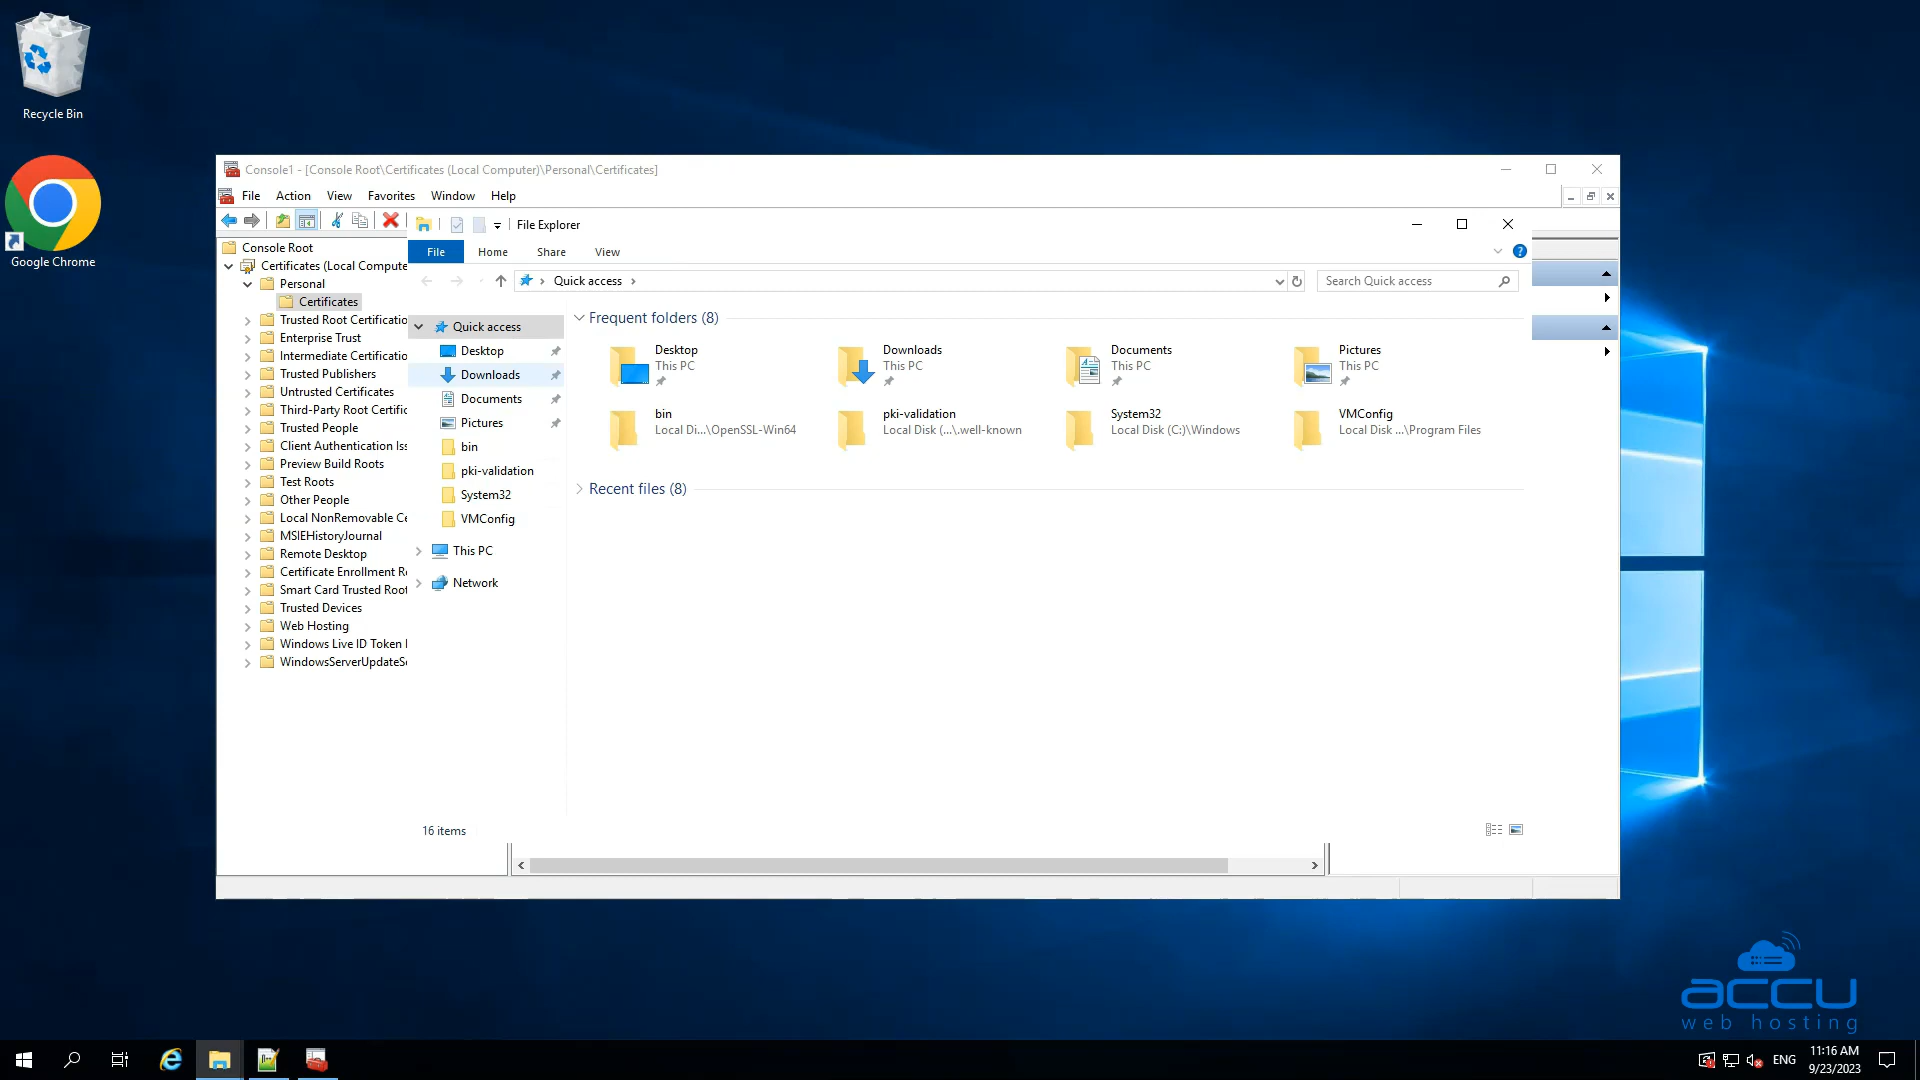 Recycle Bin
Google Chrome
Console1 - [Console Root\Certificates (Local Computer)\Personal\Certificates]
File Action View Favorites Window Help
Console Root
Certificates (Local Compute
Personal
Certificates
Trusted Root Certificatio
Enterprise Trust
Intermediate Certificatio
Trusted Publishers
Untrusted Certificates
Third-Party Root Certific
Trusted People
Client Authentication Iss
Preview Build Roots
Test Roots
Other People
Local NonRemovable Ce
MSIEHistoryJournal
Remote Desktop
Certificate Enrollment Re
Smart Card Trusted Root
Trusted Devices
Web Hosting
Windows Live ID Token I
WindowsServerUpdateSe
File Explorer
File Home Share View
Quick access
Search Quick access
Quick access
Desktop
Downloads
Documents
Pictures
bin
pki-validation
System32
VMConfig
This PC
Network
Frequent folders (8)
Desktop
This PC
Downloads
This PC
Documents
This PC
Pictures
This PC
bin
Local Di...\OpenSSL-Win64
pki-validation
Local Disk (...\.well-known
System32
Local Disk (C:)\Windows
VMConfig
Local Disk ...\Program Files
Recent files (8)
16 items
accu
web hosting
ENG
11:16 AM
9/23/2023